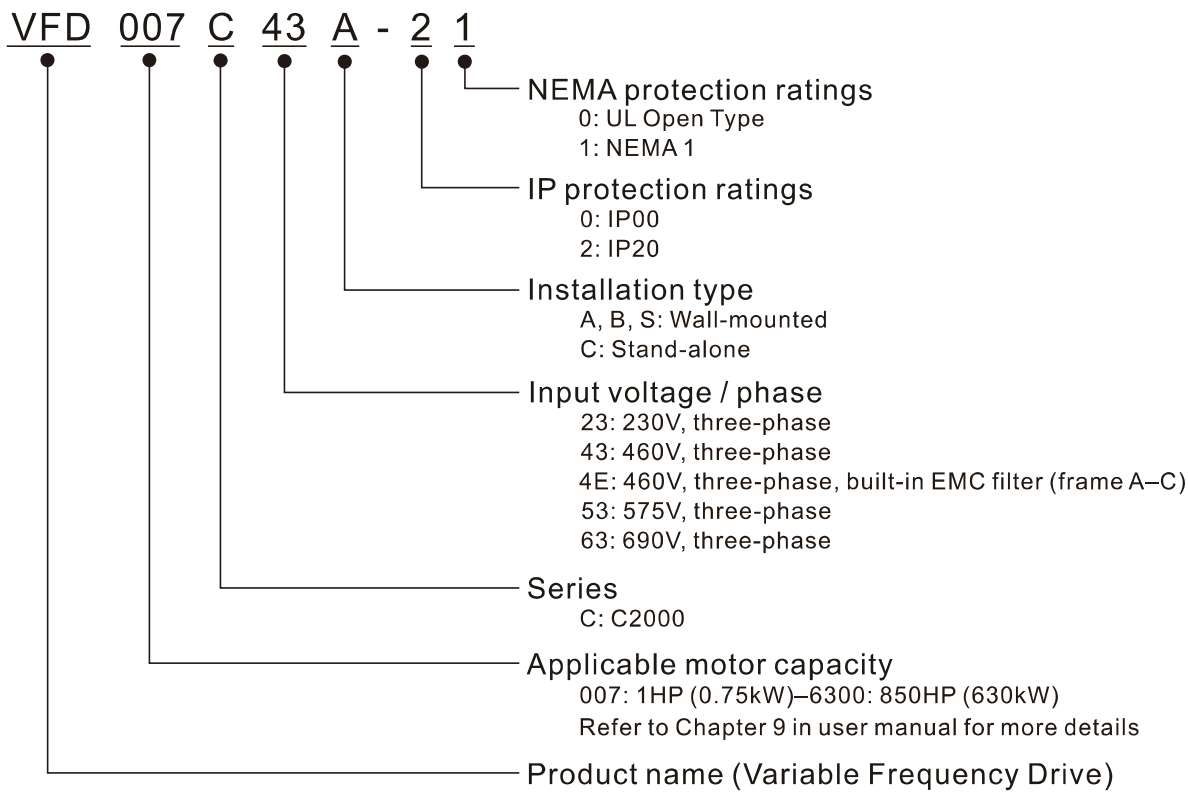 VFD 007 C 43 A - 2 1
NEMA protection ratings
0: UL Open Type
1: NEMA 1
IP protection ratings
0: IP00
2: IP20
Installation type
A, B, S: Wall-mounted
C: Stand-alone
Input voltage / phase
23: 230V, three-phase
43: 460V, three-phase
4E: 460V, three-phase, built-in EMC filter (frame A–C)
53: 575V, three-phase
63: 690V, three-phase
Series
C: C2000
Applicable motor capacity
007: 1HP (0.75kW)–6300: 850HP (630kW)
Refer to Chapter 9 in user manual for more details
Product name (Variable Frequency Drive)